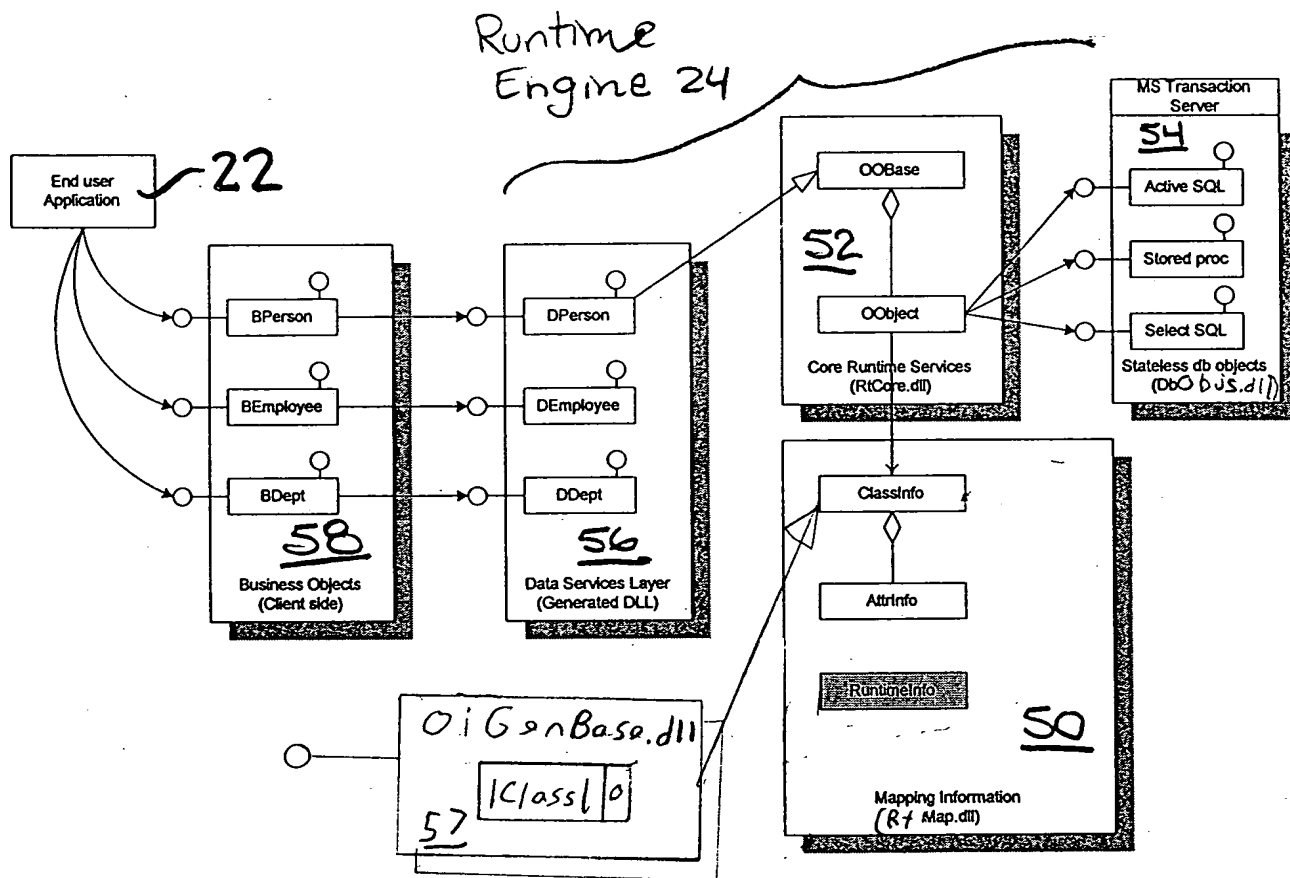 Runtime
Engine 24
MS Transaction
Server
54
End user
Application
22
OOBase
Active SQL
52
Stored proc
BPerson
DPerson
OObject
Select SQL
Core Runtime Services
(RtCore.dll)
Stateless db objects
(DbObjs.dll)
BEmployee
DEmployee
BDept
DDept
ClassInfo
58
56
Business Objects
(Client side)
Data Services Layer
(Generated DLL)
AttrInfo
RuntimeInfo
50
OiGenBase.dll
57
Mapping Information
(Rt Map.dll)